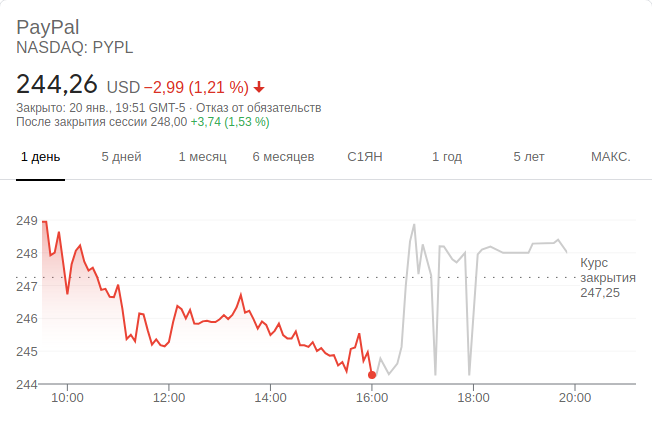 PayPal
NASDAQ: PYPL
244,26 USD −2,99 (1,21 %)
Закрыто: 20 янв., 19:51 GMT-5 · Отказ от обязательств
После закрытия сессии 248,00 +3,74 (1,53 %)
1 день 5 дней 1 месяц 6 месяцев С1ЯН 1 год 5 лет МАКС.
249
248
247
246
245
244
Курс
закрытия
247,25
10:00 12:00 14:00 16:00 18:00 20:00